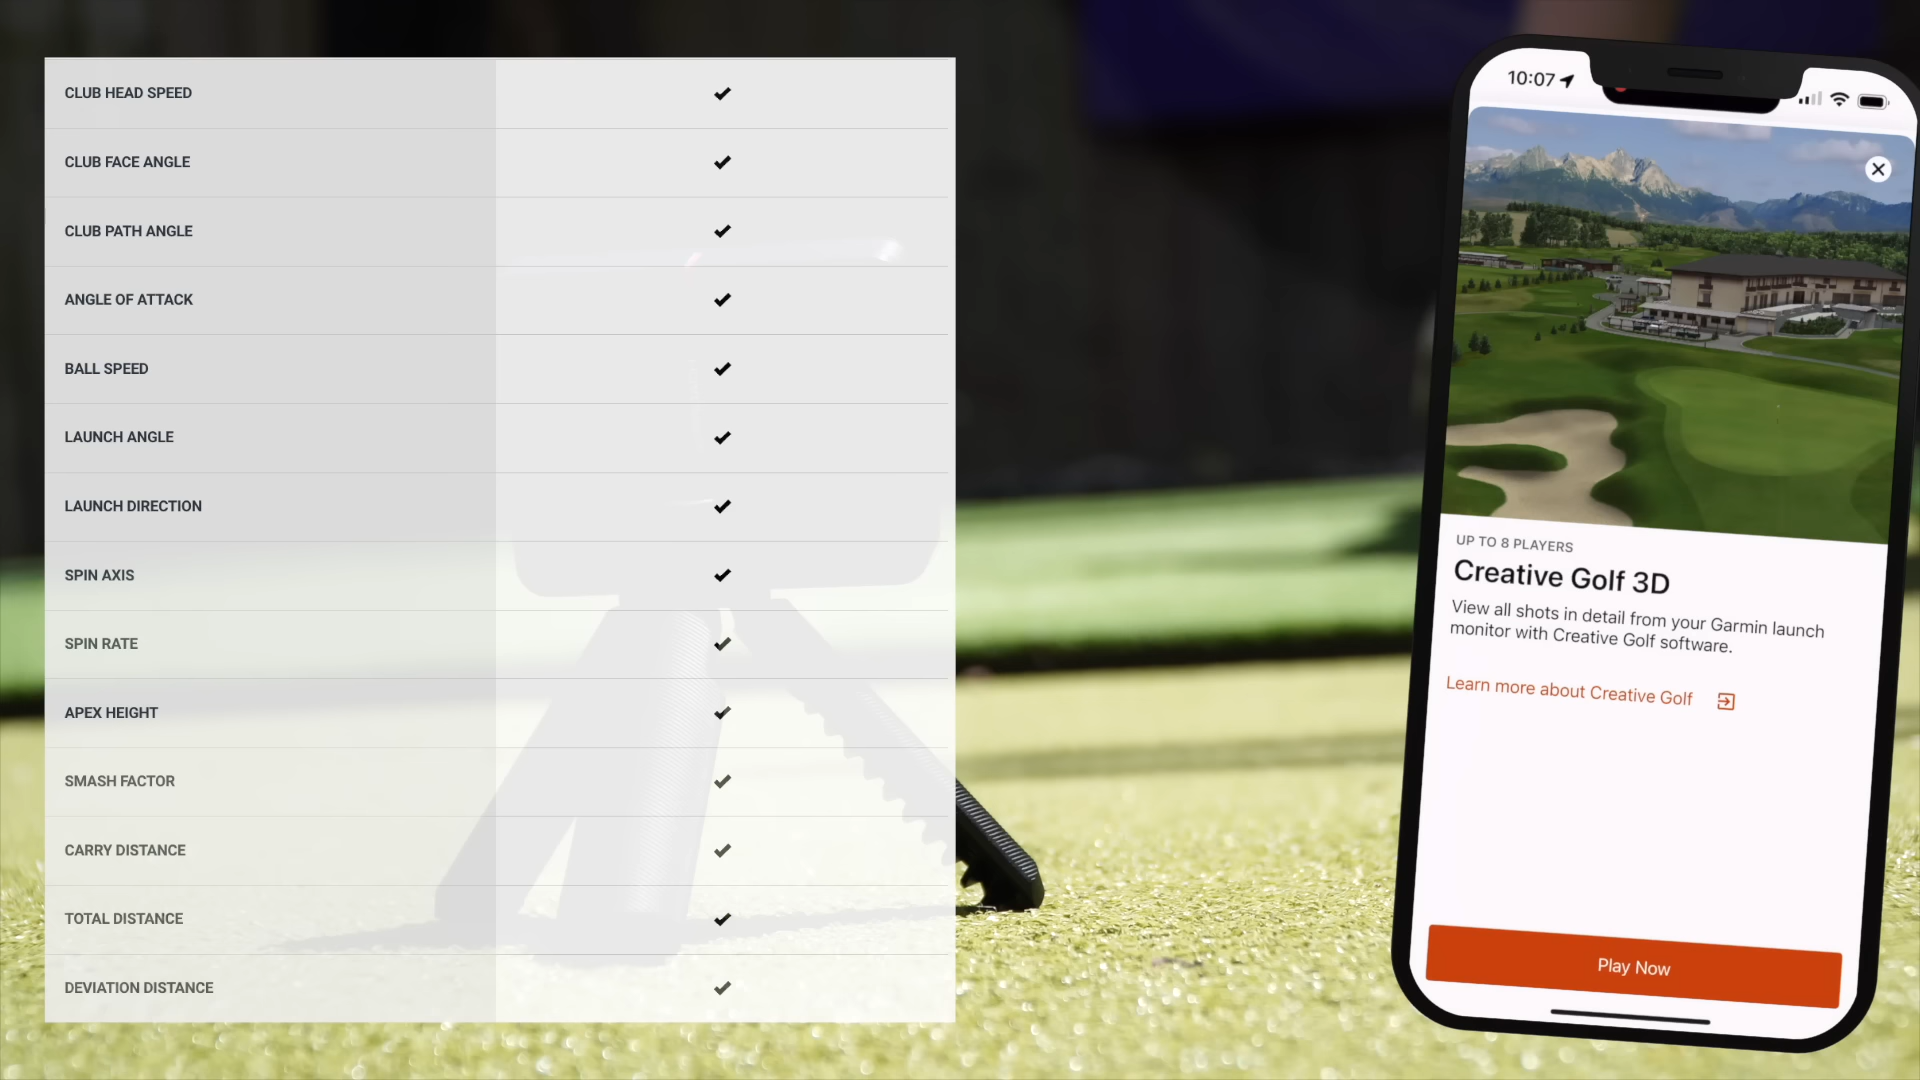 CLUB HEAD SPEED
CLUB FACE ANGLE
CLUB PATH ANGLE
ANGLE OF ATTACK
BALL SPEED
LAUNCH ANGLE
LAUNCH DIRECTION
SPIN AXIS
SPIN RATE
APEX HEIGHT
SMASH FACTOR
CARRY DISTANCE
TOTAL DISTANCE
DEVIATION DISTANCE
10:07
UP TO 8 PLAYERS
Creative Golf 3D
View all shots in detail from your Garmin launch
monitor with Creative Golf software.
Learn more about Creative Golf
Play Now